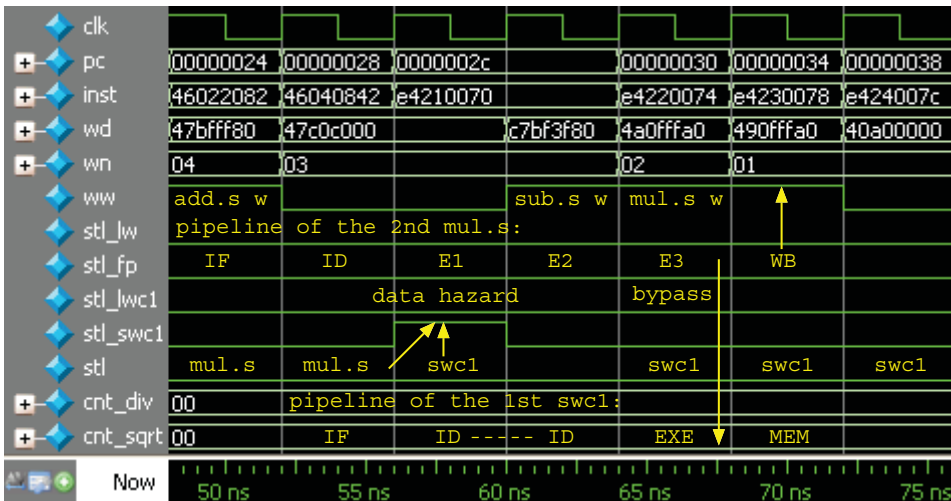 clk
pc 00000024 00000028 0000002c 00000030 00000034 00000038
inst 46022082 46040842 e4210070 e4220074 e4230078 e424007c
wd 47bfff80 47c0c000 c7bf3f80 4a0fffa0 490fffa0 40a00000
wn 04 03 02 01
ww add.s w sub.s w mul.s w
stl_lw pipeline of the 2nd mul.s:
stl_fp IF ID E1 E2 E3 WB
stl_lwc1 data hazard bypass
stl_swc1
stl mul.s mul.s swc1 swc1 swc1 swc1
cnt_div 00 pipeline of the 1st swc1:
cnt_sqrt 00 IF ID ----- ID EXE MEM
Now 50 ns 55 ns 60 ns 65 ns 70 ns 75 ns